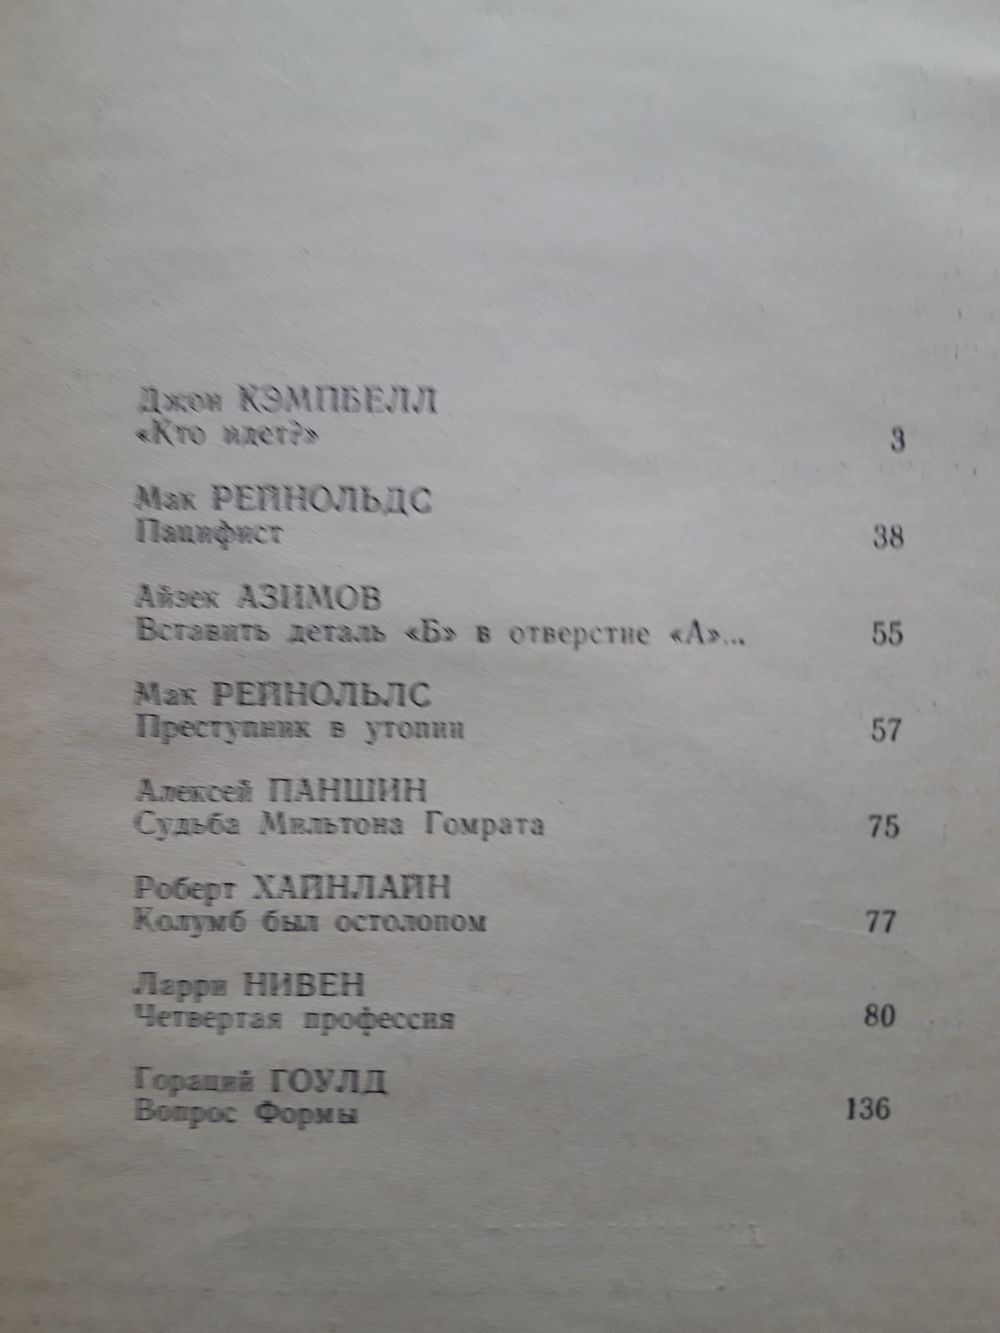 Джон КЭМПБЕЛЛ
«Кто идет?» 3
Мак РЕЙНОЛЬДС
Пацифист 38
Айзек АЗИМОВ
Вставить деталь «Б» в отверстие «А»... 55
Мак РЕЙНОЛЬЛС
Преступник в утопии 57
Алексей ПАНШИН
Судьба Мильтона Гомрата 75
Роберт ХАЙНЛАЙН
Колумб был остолопом 77
Ларри НИВЕН
Четвертая профессия 80
Гораций ГОУЛД
Вопрос Формы 136